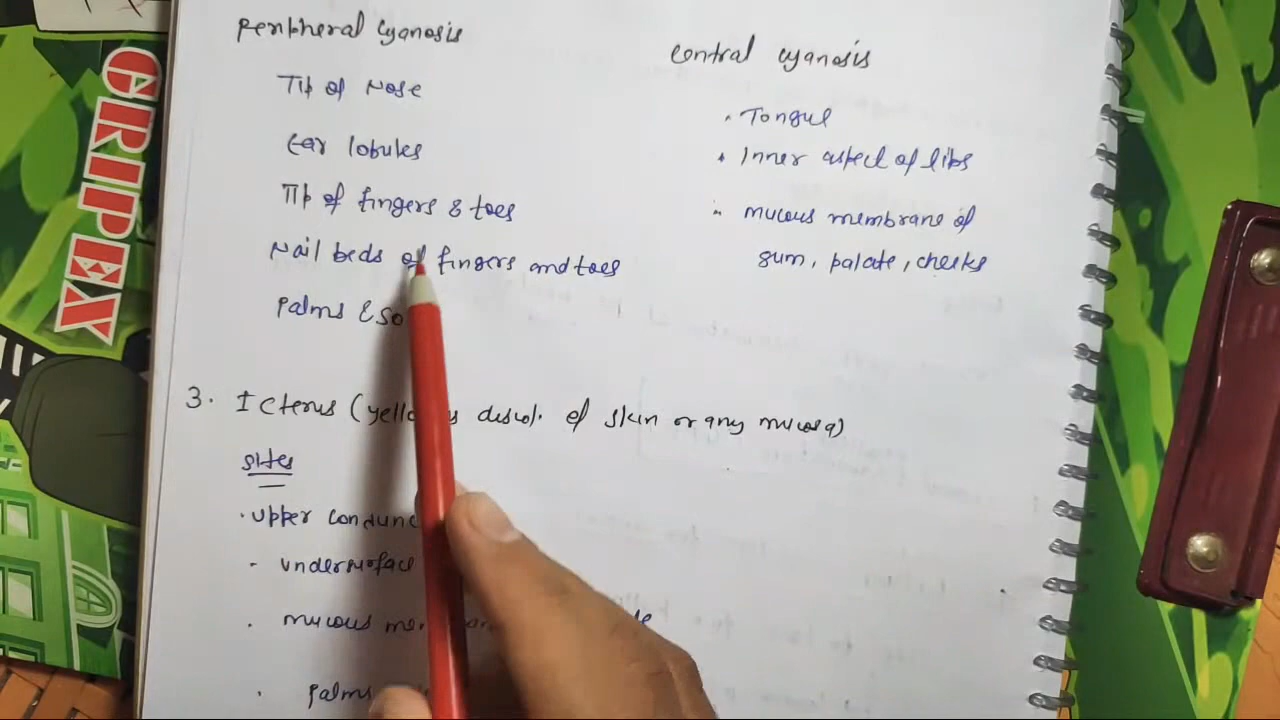 Peripheral Cyanosis
Tip of Nose
Ear lobules
Tip of fingers & toes
Nail beds of fingers and toes
Palms & so
Central cyanosis
. Tongue
. Inner aspect of lips
. mucous membrane of
gum, palate, cheeks
3. Icterus (yell s discol. of skin or any mucosa)
Sites
. Upper conjunc
- undersurface
. mucous mem
. palms
CRIPEX